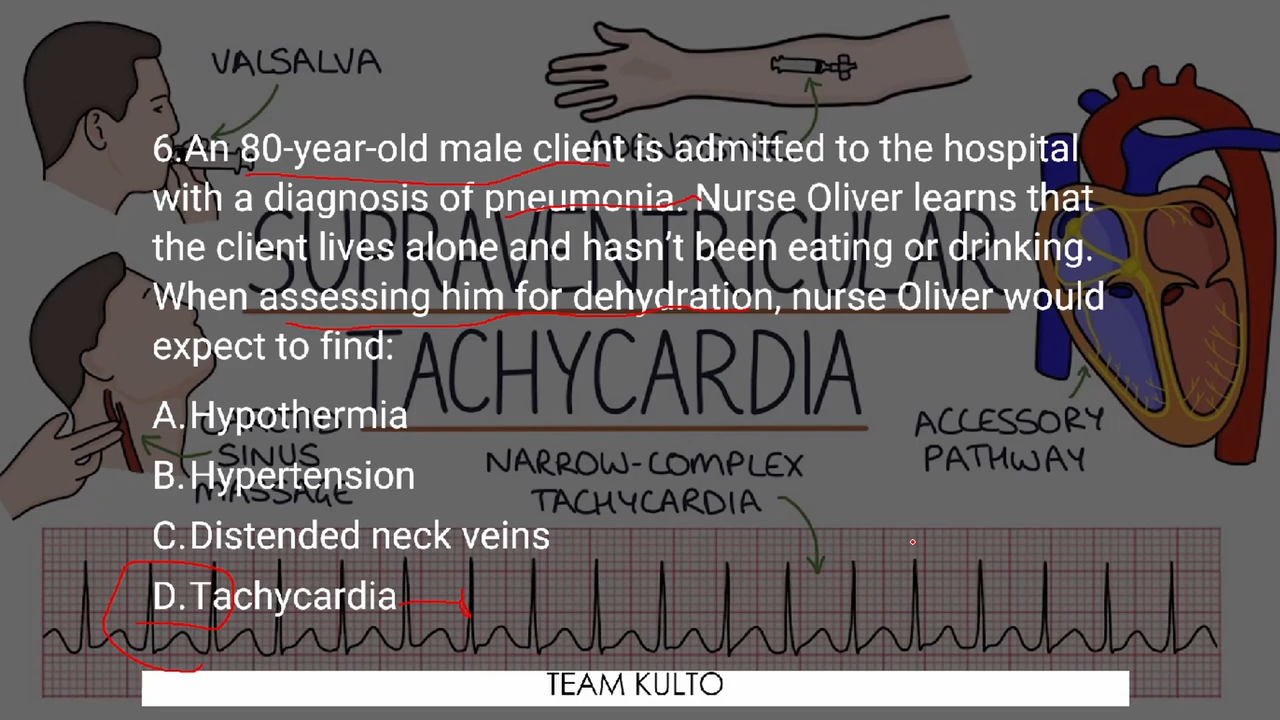 VALSALVA
ADENOSINE
6.An 80-year-old male client is admitted to the hospital
with a diagnosis of pneumonia. Nurse Oliver learns that
the client lives alone and hasn’t been eating or drinking.
When assessing him for dehydration, nurse Oliver would
expect to find:
SUPRAVENTRICULAR
TACHYCARDIA
A.Hypothermia
B.Hypertension
C.Distended neck veins
D.Tachycardia
CAROTID
SINUS
MASSAGE
NARROW-COMPLEX
TACHYCARDIA
ACCESSORY
PATHWAY
TEAM KULTO